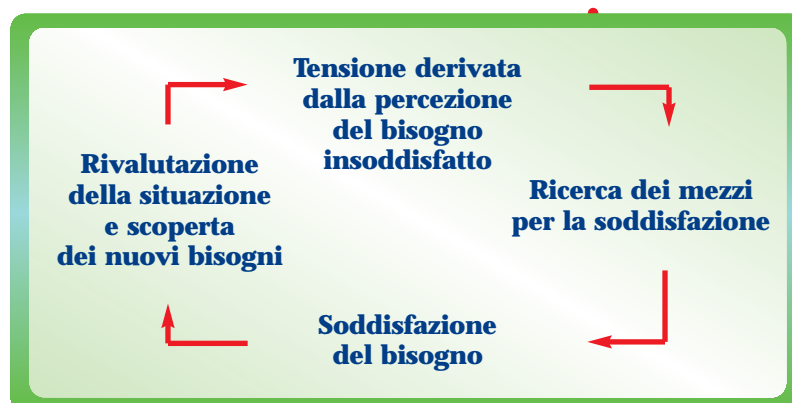 Tensione derivata
dalla percezione
del bisogno
insoddisfatto
Ricerca dei mezzi
per la soddisfazione
Soddisfazione
del bisogno
Rivalutazione
della situazione
e scoperta
dei nuovi bisogni